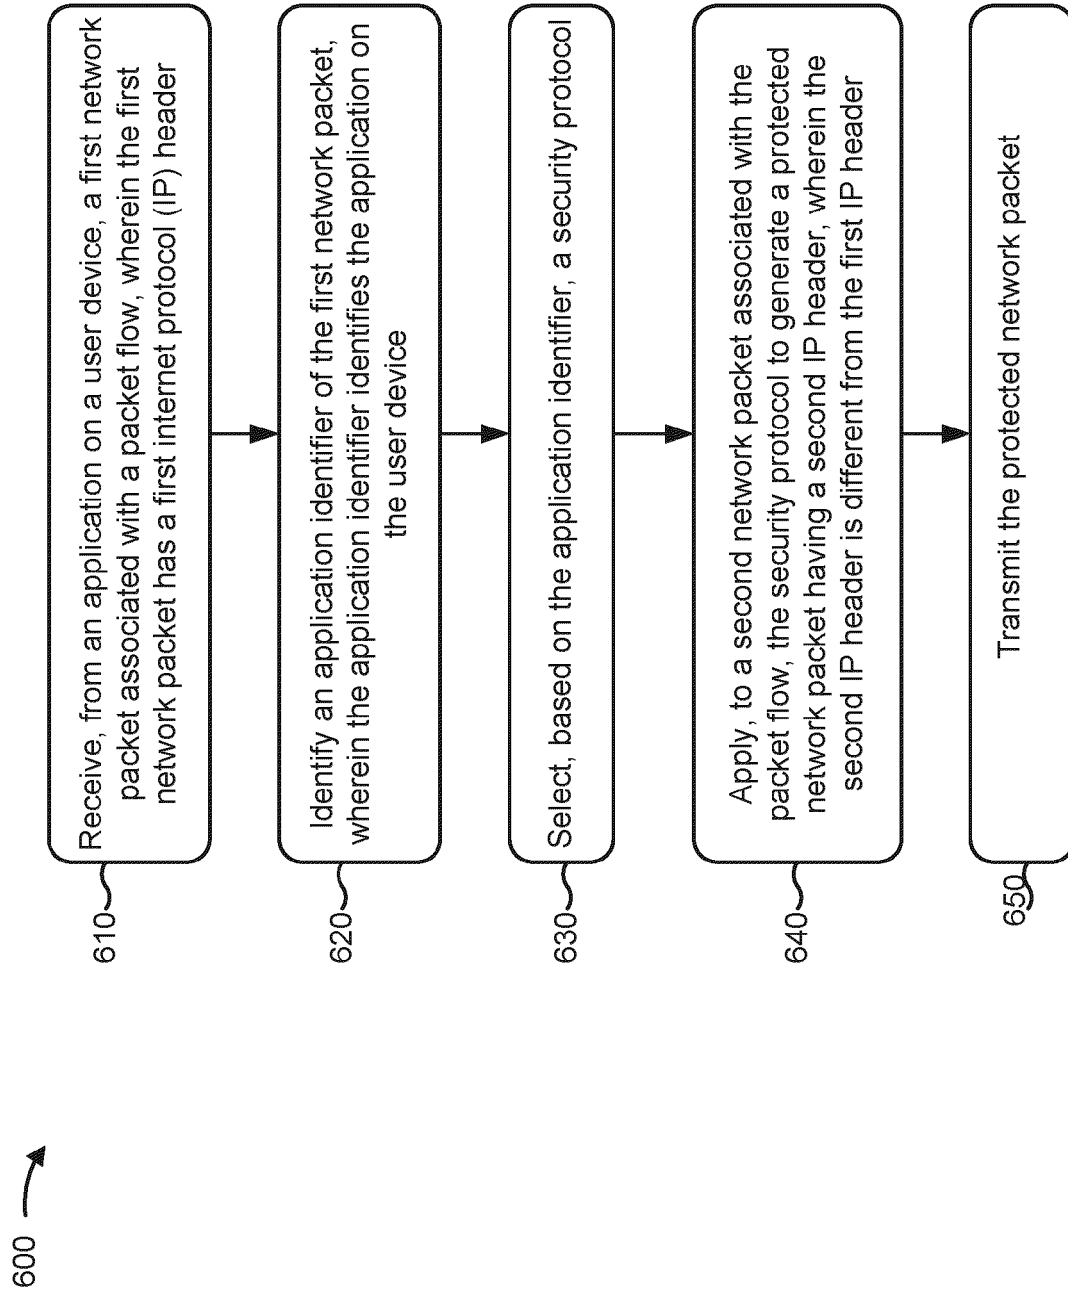 600
610
Receive, from an application on a user device, a first network
packet associated with a packet flow, wherein the first
network packet has a first internet protocol (IP) header
620
Identify an application identifier of the first network packet,
wherein the application identifier identifies the application on
the user device
630
Select, based on the application identifier, a security protocol
640
Apply, to a second network packet associated with the
packet flow, the security protocol to generate a protected
network packet having a second IP header, wherein the
second IP header is different from the first IP header
650
Transmit the protected network packet